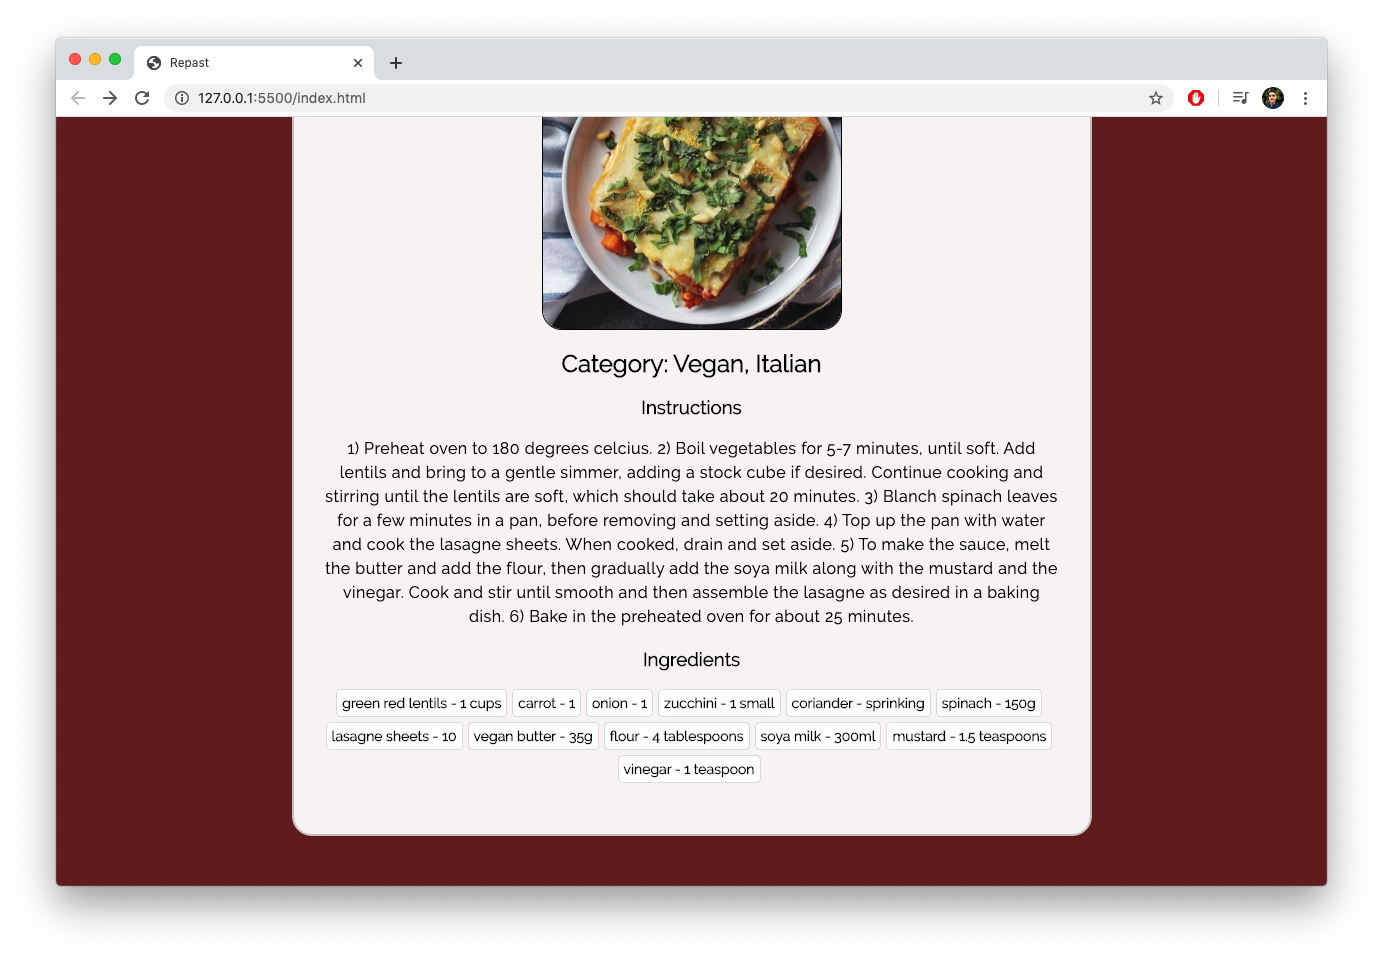 Repast
127.0.0.1:5500/index.html
Category: Vegan, Italian
Instructions
1) Preheat oven to 180 degrees celcius. 2) Boil vegetables for 5-7 minutes, until soft. Add
lentils and bring to a gentle simmer, adding a stock cube if desired. Continue cooking and
stirring until the lentils are soft, which should take about 20 minutes. 3) Blanch spinach leaves
for a few minutes in a pan, before removing and setting aside. 4) Top up the pan with water
and cook the lasagne sheets. When cooked, drain and set aside. 5) To make the sauce, melt
the butter and add the flour, then gradually add the soya milk along with the mustard and the
vinegar. Cook and stir until smooth and then assemble the lasagne as desired in a baking
dish. 6) Bake in the preheated oven for about 25 minutes.
Ingredients
green red lentils - 1 cups carrot - 1 onion - 1 zucchini - 1 small coriander - sprinking spinach - 150g
lasagne sheets - 10 vegan butter - 35g flour - 4 tablespoons soya milk - 300ml mustard - 1.5 teaspoons
vinegar - 1 teaspoon